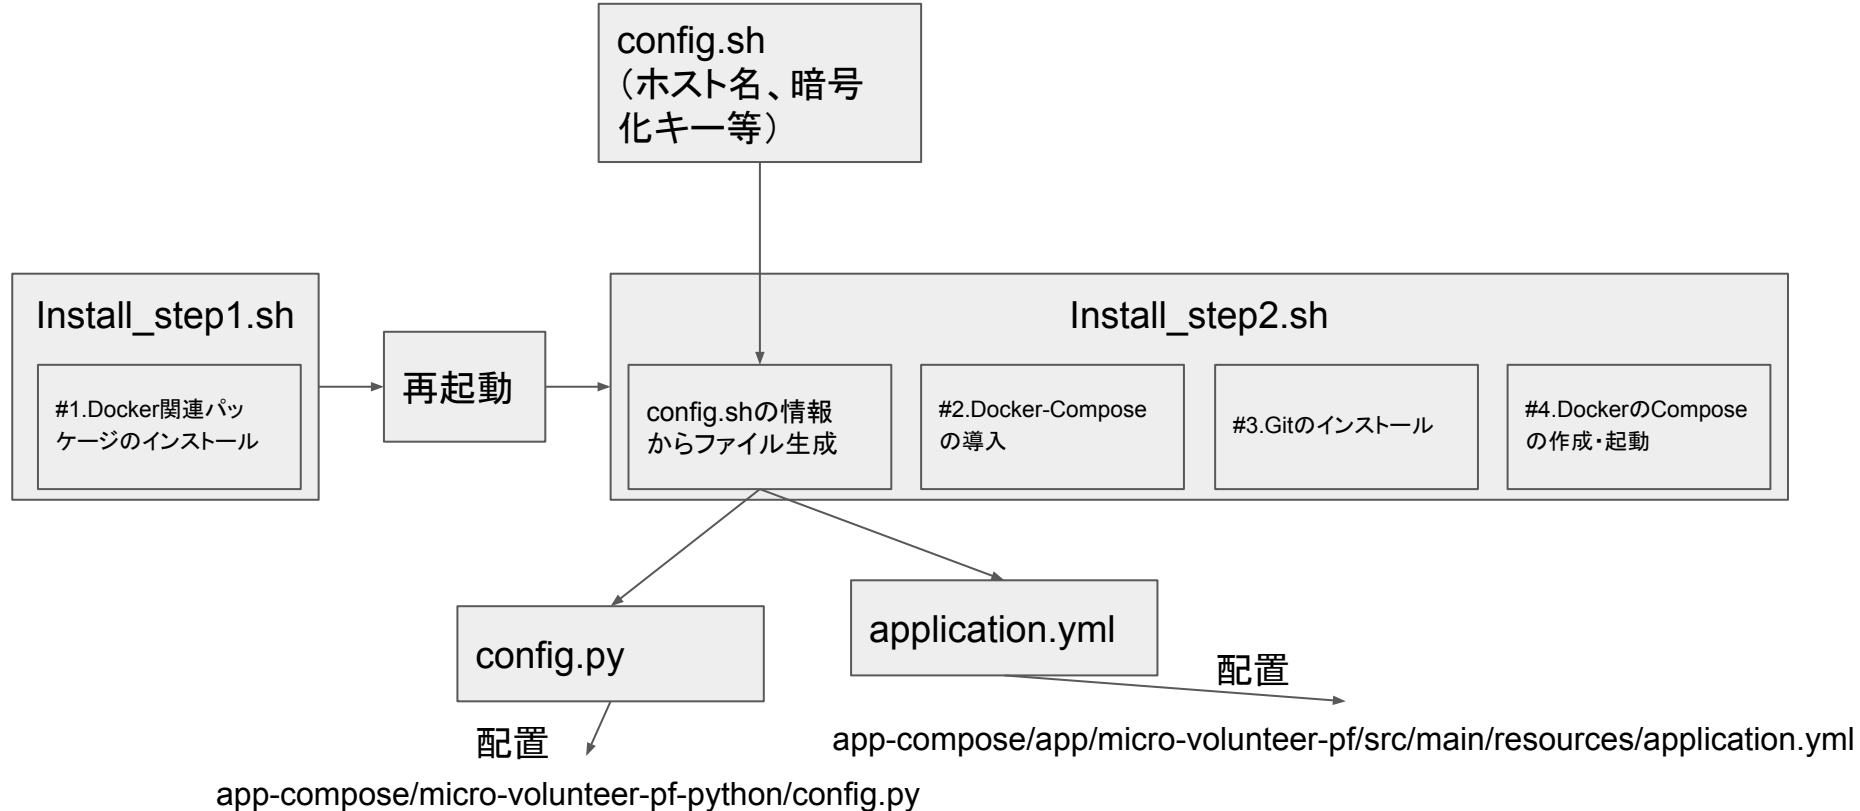 config.sh
（ホスト名、暗号
化キー等）
Install_step1.sh
#1.Docker関連パッ
ケージのインストール
再起動
Install_step2.sh
config.shの情報
からファイル生成
#2.Docker-Compose
の導入
#3.Gitのインストール
#4.DockerのCompose
の作成・起動
config.py
application.yml
配置
配置
app-compose/app/micro-volunteer-pf/src/main/resources/application.yml
app-compose/micro-volunteer-pf-python/config.py